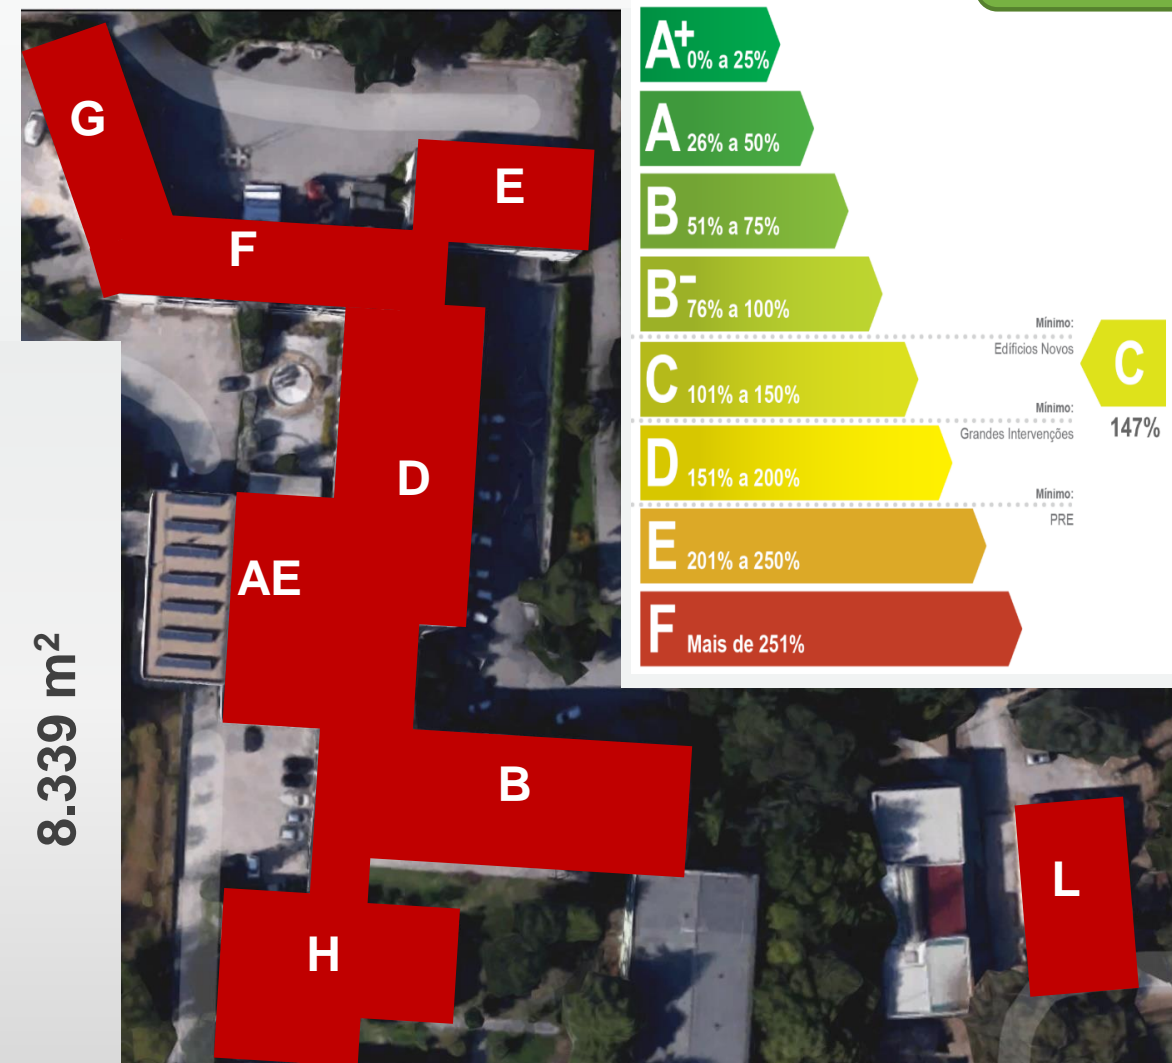 G
E
F
D
AE
B
H
L
8.339 m²
A+ 0% a 25%
A 26% a 50%
B 51% a 75%
B- 76% a 100%
Mínimo:
Edifícios Novos
C 101% a 150%
Mínimo:
Grandes Intervenções
D 151% a 200%
Mínimo:
PRE
E 201% a 250%
F Mais de 251%
C
147%